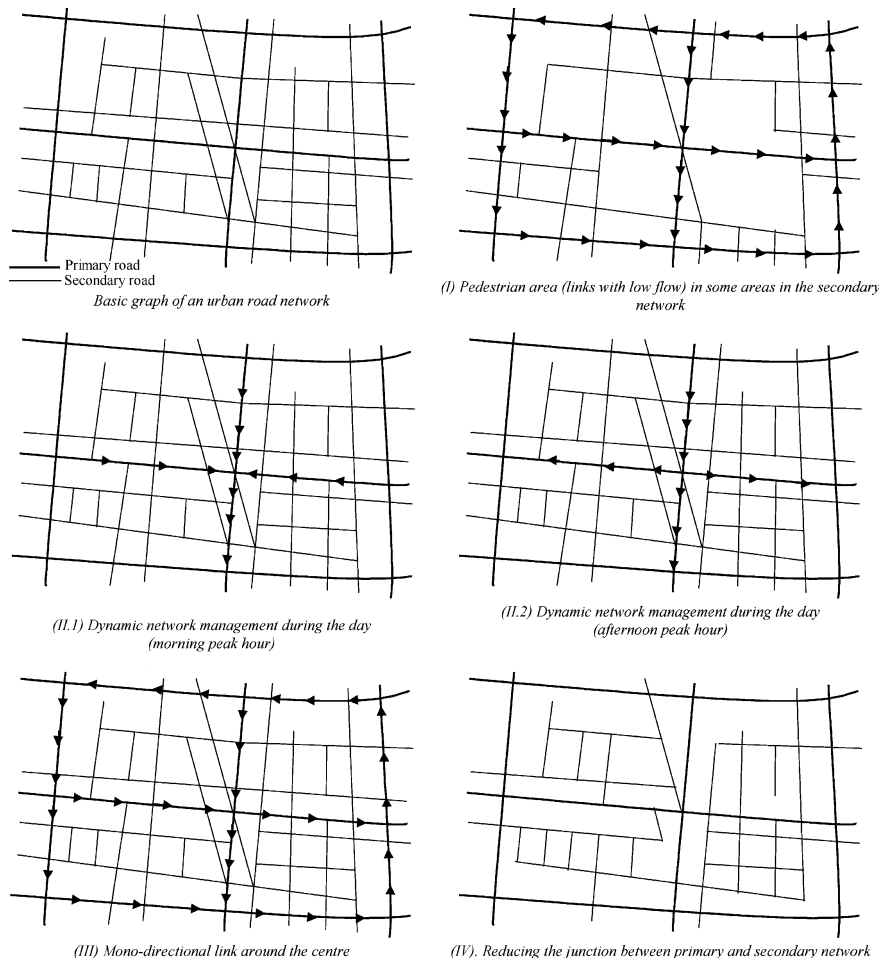 Primary road
Secondary road
Basic graph of an urban road network
(I) Pedestrian area (links with low flow) in some areas in the secondary
network
(II.1) Dynamic network management during the day
(morning peak hour)
(II.2) Dynamic network management during the day
(afternoon peak hour)
(III) Mono-directional link around the centre
(IV). Reducing the junction between primary and secondary network